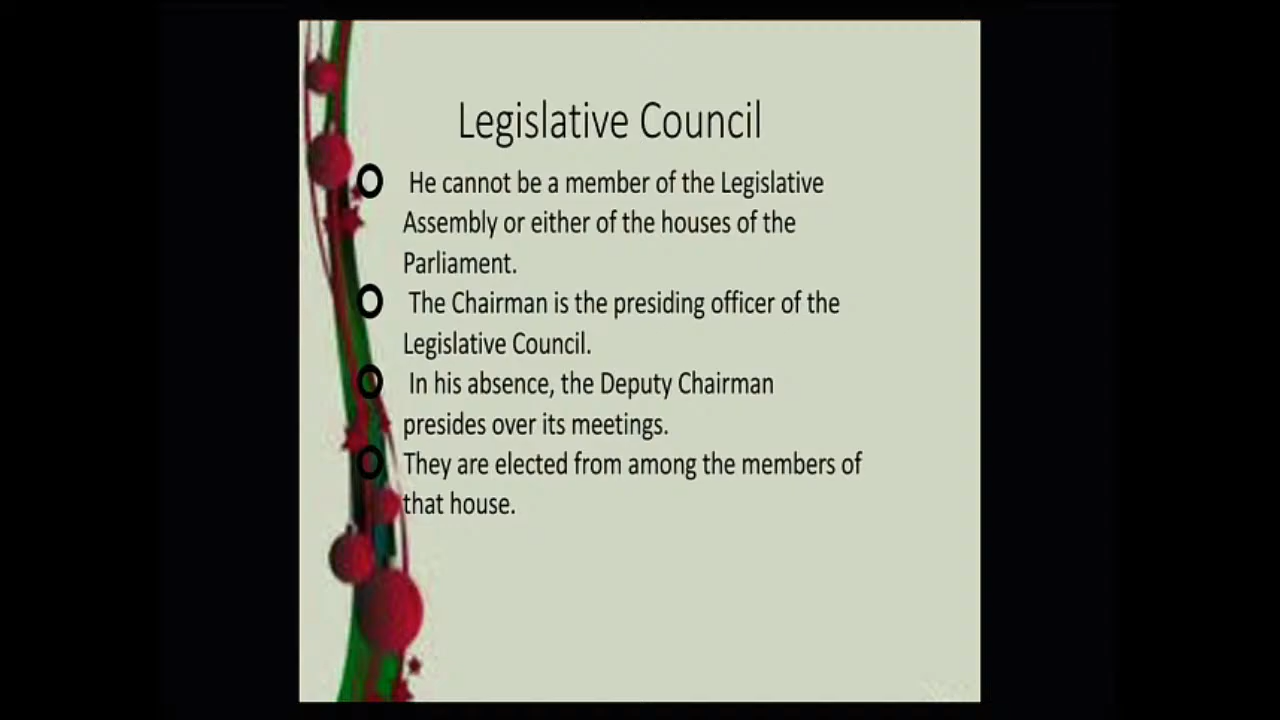 Legislative Council
He cannot be a member of the Legislative
Assembly or either of the houses of the
Parliament.
The Chairman is the presiding officer of the
Legislative Council.
In his absence, the Deputy Chairman
presides over its meetings.
They are elected from among the members of
that house.